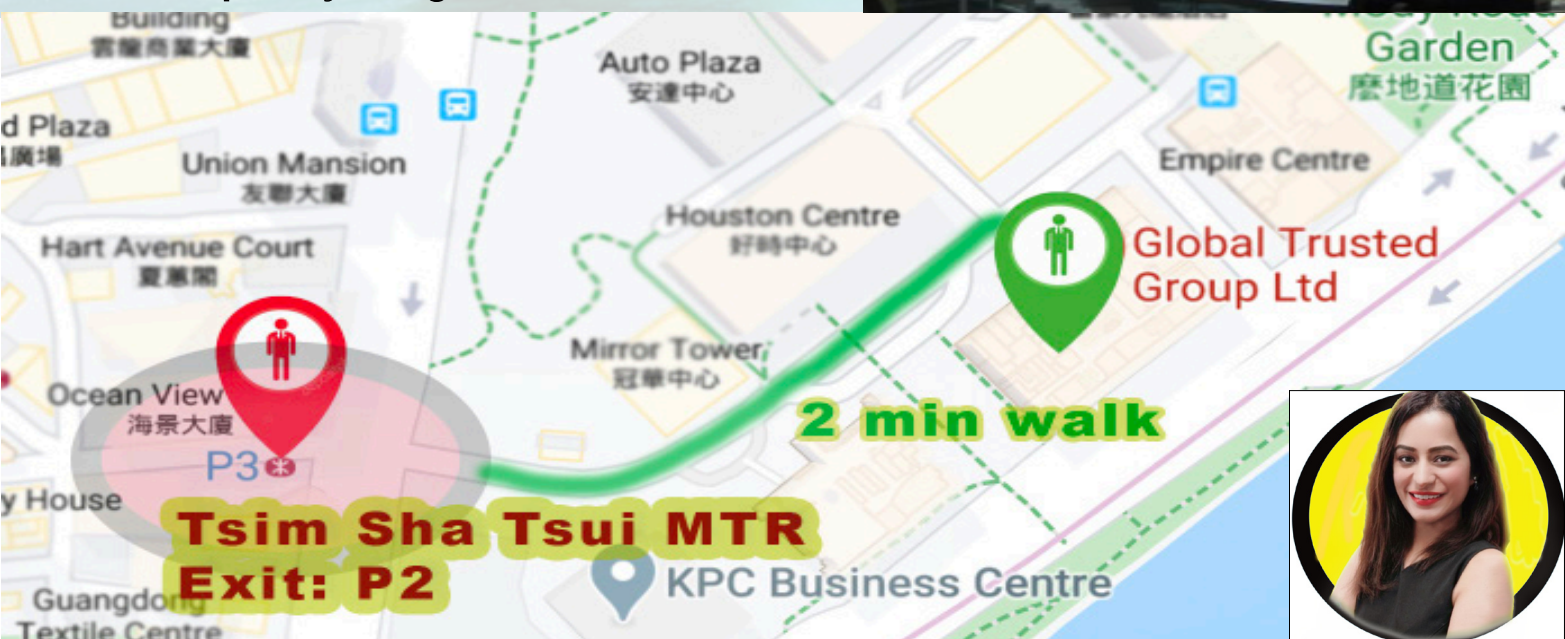 Building
雲龍商業大廈
Auto Plaza
安達中心
Garden
麼地道花園
d Plaza
廣場
Union Mansion
友聯大廈
Empire Centre
Houston Centre
好時中心
Hart Avenue Court
夏蕙閣
Global Trusted
Group Ltd
Mirror Tower
冠華中心
Ocean View
海景大廈
2 min walk
P3
y House
Tsim Sha Tsui MTR
Exit: P2
KPC Business Centre
Guangdong
Textile Centre